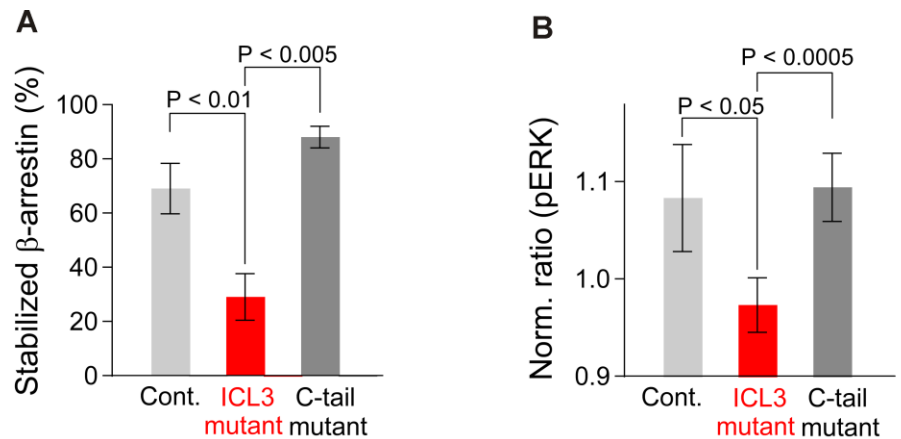 A
P < 0.005
P < 0.01
Stabilized β-arrestin (%)
100
80
60
40
20
0
Cont.
ICL3
mutant
C-tail
mutant
B
P < 0.0005
P < 0.05
Norm. ratio (pERK)
1.1
1.0
0.9
Cont.
ICL3
mutant
C-tail
mutant